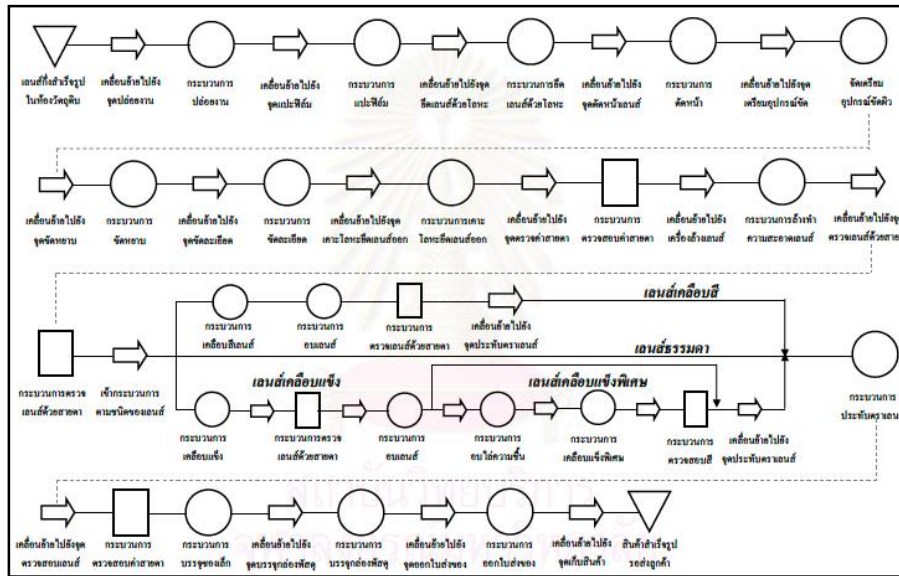 เลนส์กึ่งสำเร็จรูป
ในห้องวัตถุดิบ
เคลื่อนย้ายไปยัง
จุดปล่อยงาน
กระบวนการ
ปล่อยงาน
เคลื่อนย้ายไปยัง
จุดแปะฟิล์ม
กระบวนการ
แปะฟิล์ม
เคลื่อนย้ายไปยังจุด
ยึดเลนส์ด้วยโลหะ
กระบวนการยึด
เลนส์ด้วยโลหะ
เคลื่อนย้ายไปยัง
จุดตัดหน้าเลนส์
กระบวนการ
ตัดหน้า
เคลื่อนย้ายไปยังจุด
เตรียมอุปกรณ์ขัด
จัดเตรียม
อุปกรณ์ขัดผิว
เคลื่อนย้ายไปยัง
จุดขัดหยาบ
กระบวนการ
ขัดหยาบ
เคลื่อนย้ายไปยัง
จุดขัดละเอียด
กระบวนการ
ขัดละเอียด
เคลื่อนย้ายไปยังจุด
เคาะโลหะยึดเลนส์ออก
กระบวนการเคาะ
โลหะยึดเลนส์ออก
เคลื่อนย้ายไปยัง
จุดตรวจค่าสายตา
กระบวนการ
ตรวจสอบค่าสายตา
เคลื่อนย้ายไปยัง
เครื่องล้างเลนส์
กระบวนการล้างทำ
ความสะอาดเลนส์
เคลื่อนย้ายไปยังจุด
ตรวจเลนส์ด้วยสาย
กระบวนการตรวจ
เลนส์ด้วยสายตา
เข้ากระบวนการ
ตามชนิดของเลนส์
กระบวนการ
เคลือบสีเลนส์
กระบวนการ
อบเลนส์
กระบวนการ
ตรวจเลนส์ด้วยสายตา
เคลื่อนย้ายไปยัง
จุดประทับตราเลนส์
เลนส์เคลือบสี
เลนส์ธรรมดา
เลนส์เคลือบแข็ง
เลนส์เคลือบแข็งพิเศษ
กระบวนการ
เคลือบแข็ง
กระบวนการตรวจ
เลนส์ด้วยสายตา
กระบวนการ
อบเลนส์
กระบวนการ
อบไล่ความชื้น
กระบวนการ
เคลือบแข็งพิเศษ
กระบวนการ
ตรวจสอบสี
เคลื่อนย้ายไปยัง
จุดประทับตราเลนส์
กระบวนการ
ประทับตราเลน
เคลื่อนย้ายไปยังจุด
ตรวจสอบเลนส์
กระบวนการ
ตรวจสอบค่าสายตา
กระบวนการ
บรรจุซองเล็ก
เคลื่อนย้ายไปยัง
จุดบรรจุกล่องพัสดุ
กระบวนการ
บรรจุกล่องพัสดุ
เคลื่อนย้ายไปยัง
จุดออกใบส่งของ
กระบวนการ
ออกใบส่งของ
เคลื่อนย้ายไปยัง
จุดเก็บสินค้า
สินค้าสำเร็จรูป
รอส่งลูกค้า
สถาบันวิทยบริการ